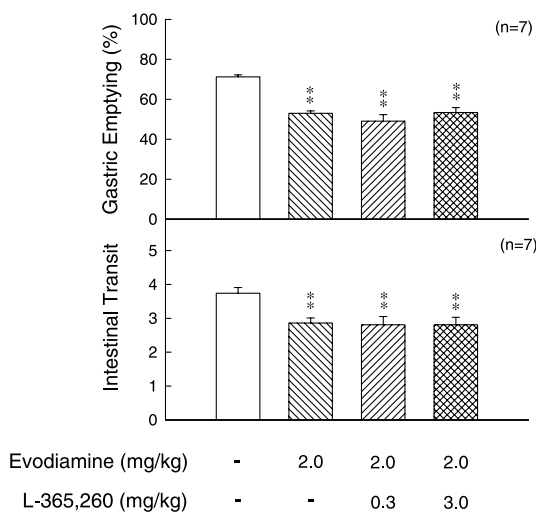 (n=7)
Gastric Emptying (%)
100
80
60
40
20
0
** ** **
(n=7)
Intestinal Transit
5
4
3
2
1
0
** ** **
Evodiamine (mg/kg) - 2.0 2.0 2.0
L-365,260 (mg/kg) - - 0.3 3.0